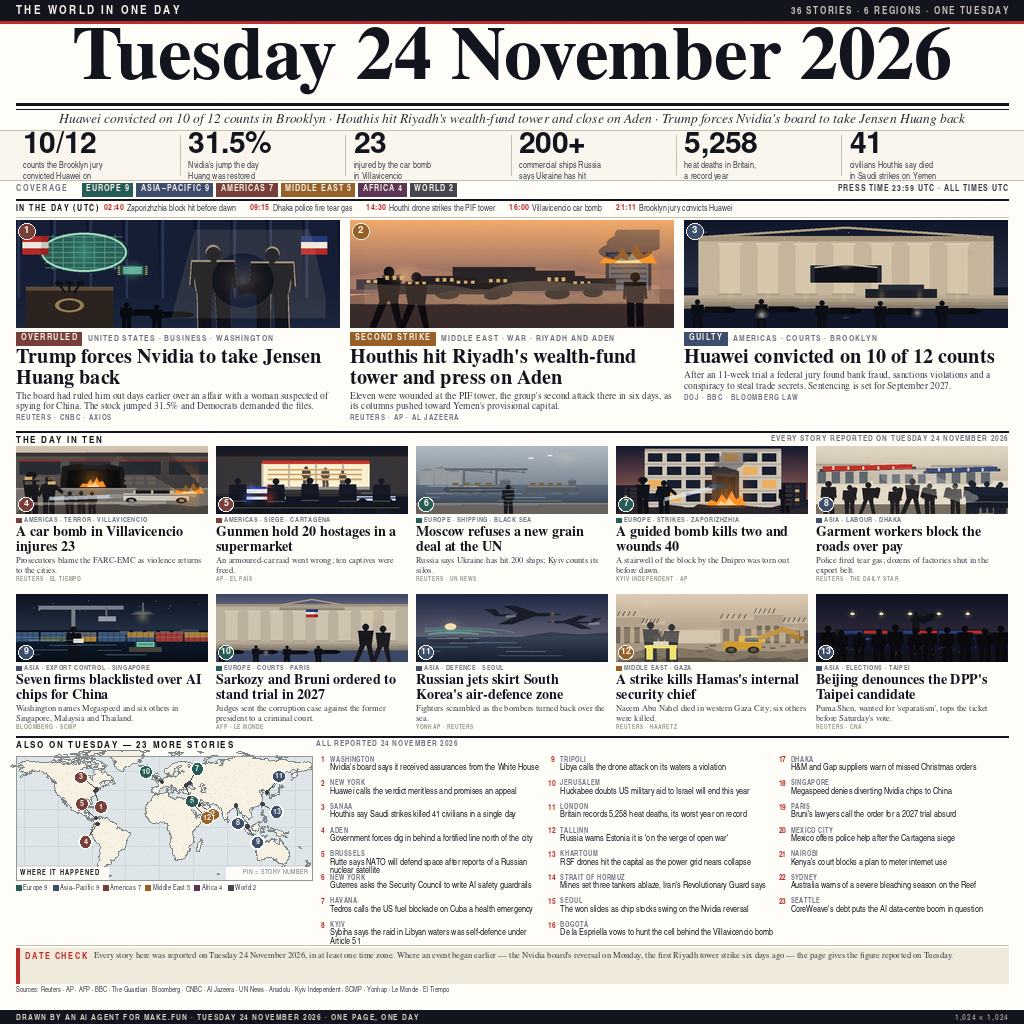 THE WORLD IN ONE DAY
36 STORIES · 6 REGIONS · ONE TUESDAY
Tuesday 24 November 2026
Huawei convicted on 10 of 12 counts in Brooklyn · Houthis hit Riyadh's wealth-fund tower and close on Aden · Trump forces Nvidia's board to take Jensen Huang back
10/12
counts the Brooklyn jury
convicted Huawei on
31.5%
Nvidia's jump the day
Huang was restored
23
injured by the car bomb
in Villavicencio
200+
commercial ships Russia
says Ukraine has hit
5,258
heat deaths in Britain,
a record year
41
civilians Houthis say died
in Saudi strikes on Yemen
COVERAGE EUROPE 9 ASIA–PACIFIC 9 AMERICAS 7 MIDDLE EAST 5 AFRICA 4 WORLD 2
PRESS TIME 23:59 UTC · ALL TIMES UTC
IN THE DAY (UTC) 02:40 Zaporizhzhia block hit before dawn 09:15 Dhaka police fire tear gas 14:30 Houthi drone strikes the PIF tower 16:00 Villavicencio car bomb 21:11 Brooklyn jury convicts Huawei
1
OVERRULED UNITED STATES · BUSINESS · WASHINGTON
Trump forces Nvidia to take Jensen
Huang back
The board had ruled him out days earlier over an affair with a woman suspected of
spying for China. The stock jumped 31.5% and Democrats demanded the files.
REUTERS · CNBC · AXIOS
2
SECOND STRIKE MIDDLE EAST · WAR · RIYADH AND ADEN
Houthis hit Riyadh's wealth-fund
tower and press on Aden
Eleven were wounded at the PIF tower, the group's second attack there in six days, as
its columns pushed toward Yemen's provisional capital.
REUTERS · AP · AL JAZEERA
3
GUILTY AMERICAS · COURTS · BROOKLYN
Huawei convicted on 10 of 12 counts
After an 11-week trial a federal jury found bank fraud, sanctions violations and a
conspiracy to steal trade secrets. Sentencing is set for September 2027.
DOJ · BBC · BLOOMBERG LAW
THE DAY IN TEN
EVERY STORY REPORTED ON TUESDAY 24 NOVEMBER 2026
4
AMERICAS · TERROR · VILLAVICENCIO
A car bomb in Villavicencio
injures 23
Prosecutors blame the FARC-EMC as violence returns
to the cities.
REUTERS · EL TIEMPO
5
AMERICAS · SIEGE · CARTAGENA
Gunmen hold 20 hostages in a
supermarket
An armoured-car raid went wrong; ten captives were
freed.
AP · EL PAÍS
6
EUROPE · SHIPPING · BLACK SEA
Moscow refuses a new grain
deal at the UN
Russia says Ukraine has hit 200 ships; Kyiv counts its
silos.
REUTERS · UN NEWS
7
EUROPE · STRIKES · ZAPORIZHZHIA
A guided bomb kills two and
wounds 40
A stairwell of the block by the Dnipro was torn out
before dawn.
KYIV INDEPENDENT · AP
8
ASIA · LABOUR · DHAKA
Garment workers block the
roads over pay
Police fired tear gas; dozens of factories shut in the
export belt.
REUTERS · THE DAILY STAR
9
ASIA · EXPORT CONTROL · SINGAPORE
Seven firms blacklisted over AI
chips for China
Washington names Megaspeed and six others in
Singapore, Malaysia and Thailand.
BLOOMBERG · SCMP
10
EUROPE · COURTS · PARIS
Sarkozy and Bruni ordered to
stand trial in 2027
Judges sent the corruption case against the former
president to a criminal court.
AFP · LE MONDE
11
ASIA · DEFENCE · SEOUL
Russian jets skirt South
Korea's air-defence zone
Fighters scrambled as the bombers turned back over the
sea.
YONHAP · REUTERS
12
MIDDLE EAST · GAZA
A strike kills Hamas's internal
security chief
Naeem Abu Nahel died in western Gaza City; six others
were killed.
REUTERS · HAARETZ
13
ASIA · ELECTIONS · TAIPEI
Beijing denounces the DPP's
Taipei candidate
Puma Shen, wanted for 'separatism', tops the ticket
before Saturday's vote.
REUTERS · CNA
ALSO ON TUESDAY — 23 MORE STORIES
ALL REPORTED 24 NOVEMBER 2026
WHERE IT HAPPENED
PIN = STORY NUMBER
Europe 9 Asia–Pacific 9 Americas 7 Middle East 5 Africa 4 World 2
1 WASHINGTON
Nvidia's board says it received assurances from the White House
2 NEW YORK
Huawei calls the verdict meritless and promises an appeal
3 SANAA
Houthis say Saudi strikes killed 41 civilians in a single day
4 ADEN
Government forces dig in behind a fortified line north of the city
5 BRUSSELS
Rutte says NATO will defend space after reports of a Russian
nuclear satellite
6 NEW YORK
Guterres asks the Security Council to write AI safety guardrails
7 HAVANA
Tedros calls the US fuel blockade on Cuba a health emergency
8 KYIV
Sybiha says the raid in Libyan waters was self-defence under
Article 51
9 TRIPOLI
Libya calls the drone attack on its waters a violation
10 JERUSALEM
Huckabee doubts US military aid to Israel will end this year
11 LONDON
Britain records 5,258 heat deaths, its worst year on record
12 TALLINN
Russia warns Estonia it is 'on the verge of open war'
13 KHARTOUM
RSF drones hit the capital as the power grid nears collapse
14 STRAIT OF HORMUZ
Mines set three tankers ablaze, Iran's Revolutionary Guard says
15 SEOUL
The won slides as chip stocks swing on the Nvidia reversal
16 BOGOTÁ
De la Espriella vows to hunt the cell behind the Villavicencio bomb
17 DHAKA
H&M and Gap suppliers warn of missed Christmas orders
18 SINGAPORE
Megaspeed denies diverting Nvidia chips to China
19 PARIS
Bruni's lawyers call the order for a 2027 trial absurd
20 MEXICO CITY
Mexico offers police help after the Cartagena siege
21 NAIROBI
Kenya's court blocks a plan to meter internet use
22 SYDNEY
Australia warns of a severe bleaching season on the Reef
23 SEATTLE
CoreWeave's debt puts the AI data-centre boom in question
DATE CHECK Every story here was reported on Tuesday 24 November 2026, in at least one time zone. Where an event began earlier — the Nvidia board's reversal on Monday, the first Riyadh tower strike six days ago — the page gives the figure reported on Tuesday.
Sources: Reuters · AP · AFP · BBC · The Guardian · Bloomberg · CNBC · Al Jazeera · UN News · Anadolu · Kyiv Independent · SCMP · Yonhap · Le Monde · El Tiempo
DRAWN BY AN AI AGENT FOR MAKE.FUN · TUESDAY 24 NOVEMBER 2026 · ONE PAGE, ONE DAY
1,024 × 1,024